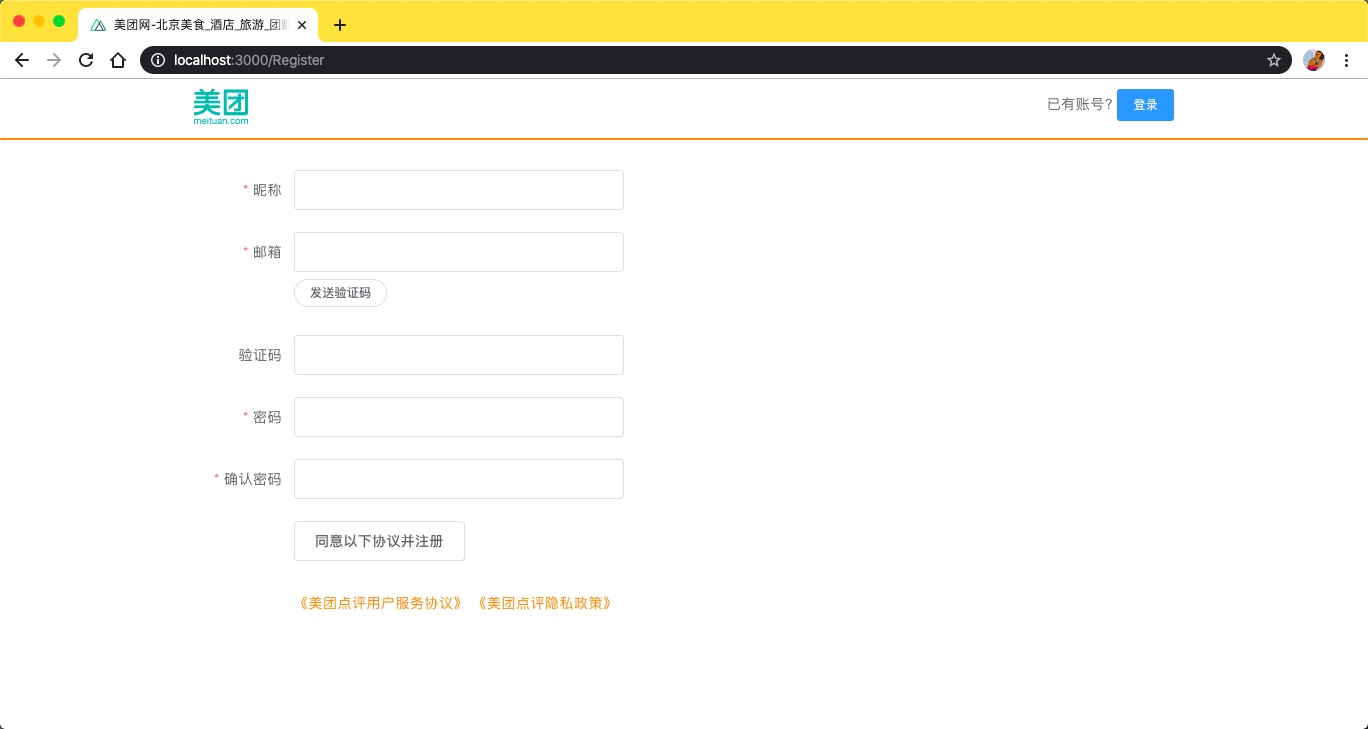 美团网-北京美食_酒店_旅游_团购
localhost:3000/Register
美团
meituan.com
已有账号? 登录
* 昵称
* 邮箱
发送验证码
验证码
* 密码
* 确认密码
同意以下协议并注册
《美团点评用户服务协议》 《美团点评隐私政策》